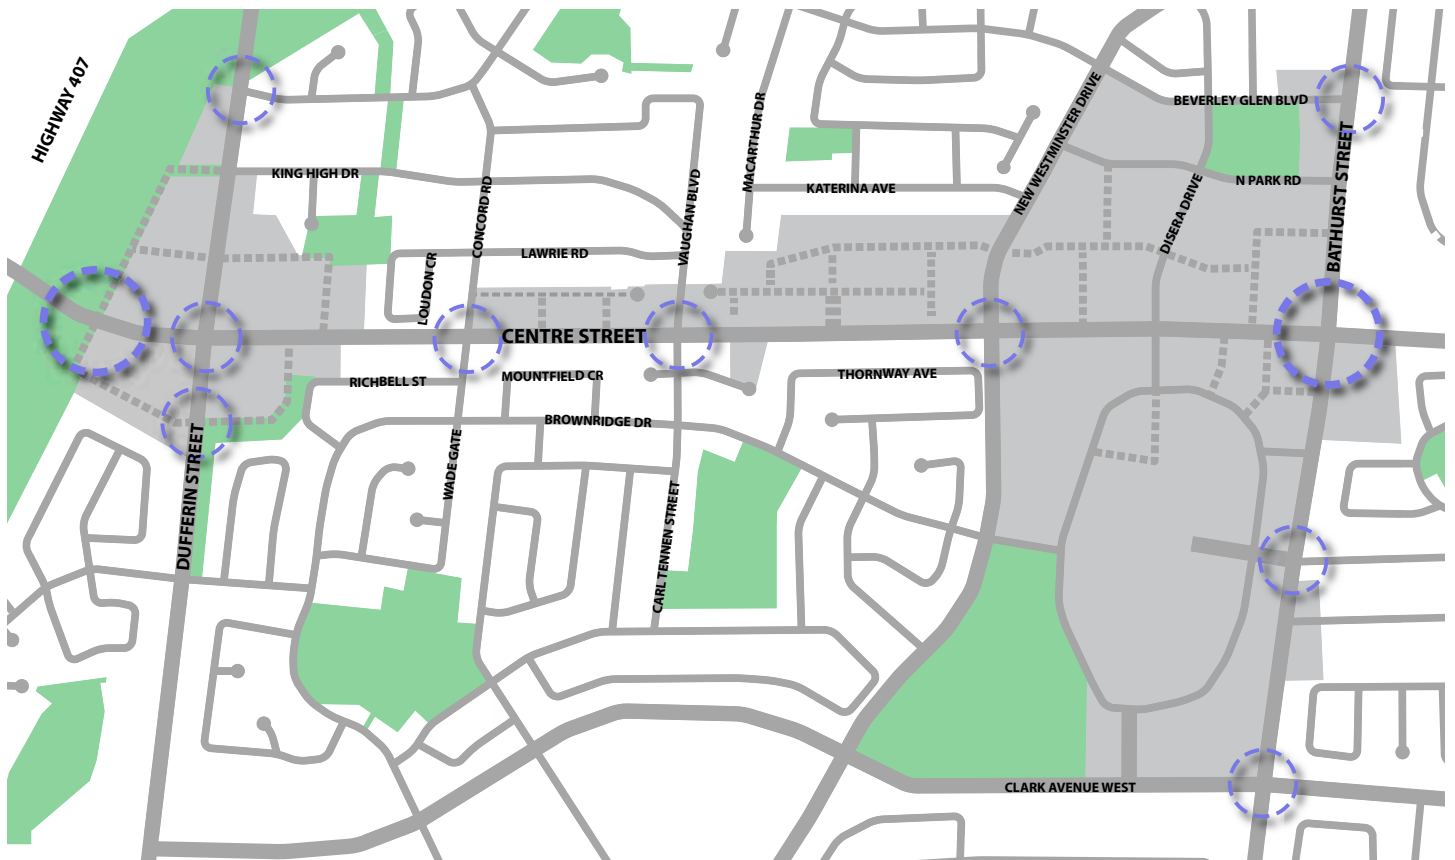 HIGHWAY 407
BEVERLEY GLEN BLVD
MACARTHUR DR
NEW WESTMINSTER DRIVE
BATHURST STREET
KING HIGH DR
CONCORD RD
VAUGHAN BLVD
KATERINA AVE
N PARK RD
DISERA DRIVE
LAWRIE RD
LOUDON CR
CENTRE STREET
RICHBELL ST
MOUNTFIELD CR
THORNWAY AVE
BROWNRIDGE DR
DUFFERIN STREET
WADE GATE
CARL TENNEN STREET
CLARK AVENUE WEST